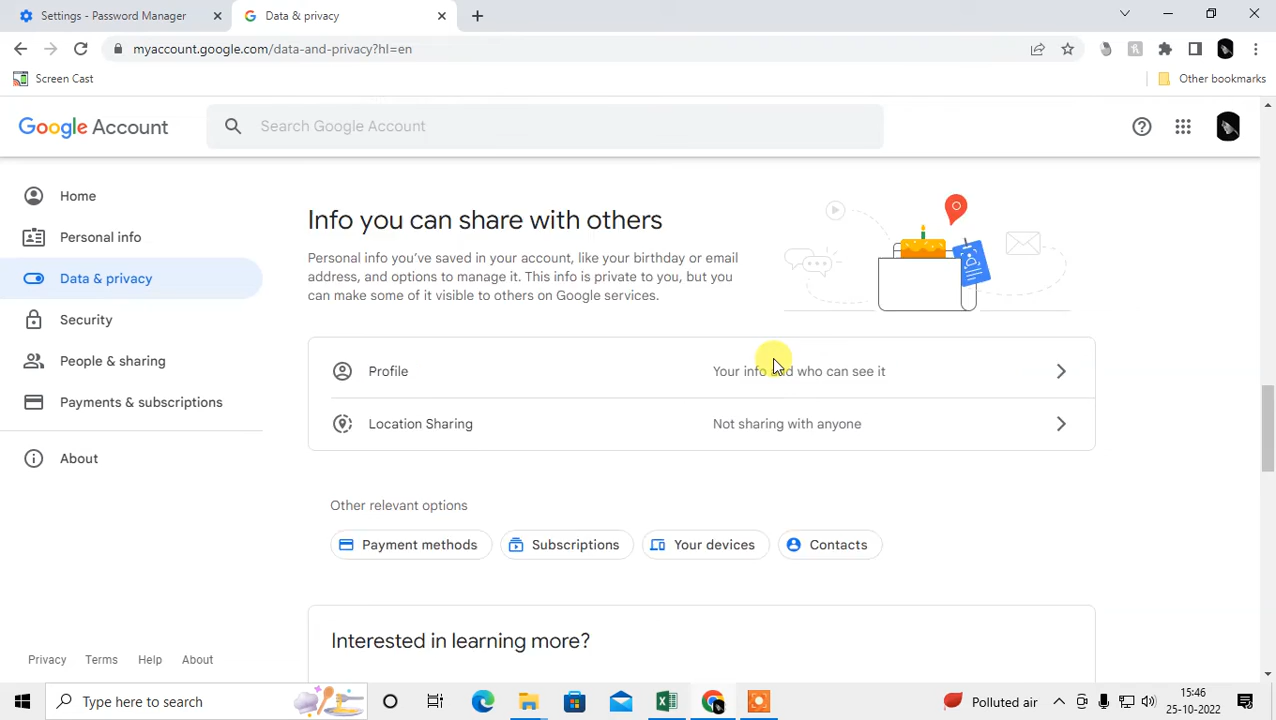 Settings - Password Manager
Data & privacy
myaccount.google.com/data-and-privacy?hl=en
Screen Cast
Other bookmarks
Google Account
Search Google Account
Home
Personal info
Data & privacy
Security
People & sharing
Payments & subscriptions
About
Info you can share with others
Personal info you've saved in your account, like your birthday or email
address, and options to manage it. This info is private to you, but you
can make some of it visible to others on Google services.
Profile
Your info and who can see it
Location Sharing
Not sharing with anyone
Other relevant options
Payment methods
Subscriptions
Your devices
Contacts
Interested in learning more?
Privacy
Terms
Help
About
Type here to search
Polluted air
15:46
25-10-2022